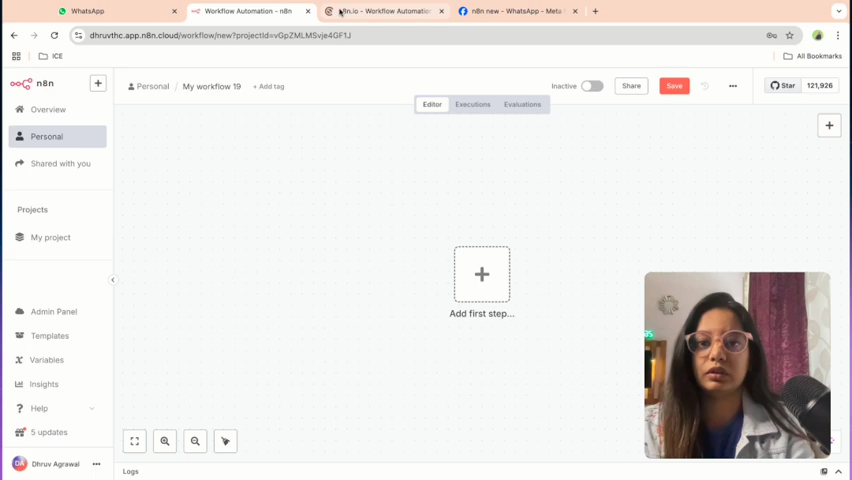 WhatsApp
Workflow Automation - n8n
n8n.io - Workflow Automation
n8n new - WhatsApp - Meta
dhruvthc.app.n8n.cloud/workflow/new?projectId=vGpZMLMSvje4GF1J
ICE
All Bookmarks
n8n
Personal / My workflow 19 + Add tag
Inactive
Share
Save
Star 121,926
Editor Executions Evaluations
Overview
Personal
Shared with you
Projects
My project
Add first step...
Admin Panel
Templates
Variables
Insights
Help
5 updates
DA Dhruv Agrawal
Logs